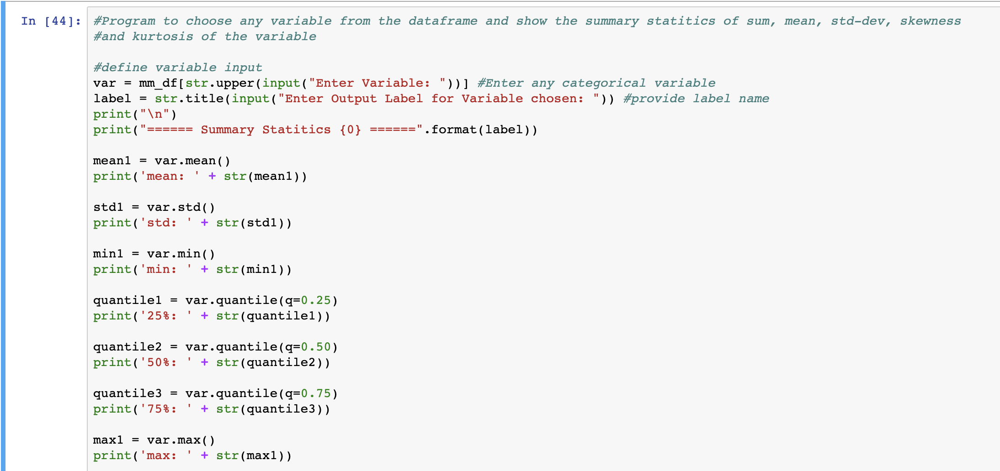 In [44]:
#Program to choose any variable from the dataframe and show the summary statitics of sum, mean, std-dev, skewness
#and kurtosis of the variable
#define variable input
var = mm_df[str.upper(input("Enter Variable: "))] #Enter any categorical variable
label = str.title(input("Enter Output Label for Variable chosen: ")) #provide label name
print("\n")
print("====== Summary Statitics {0} ======".format(label))
mean1 = var.mean()
print('mean: ' + str(mean1))
std1 = var.std()
print('std: ' + str(std1))
min1 = var.min()
print('min: ' + str(min1))
quantile1 = var.quantile(q=0.25)
print('25%: ' + str(quantile1))
quantile2 = var.quantile(q=0.50)
print('50%: ' + str(quantile2))
quantile3 = var.quantile(q=0.75)
print('75%: ' + str(quantile3))
max1 = var.max()
print('max: ' + str(max1))